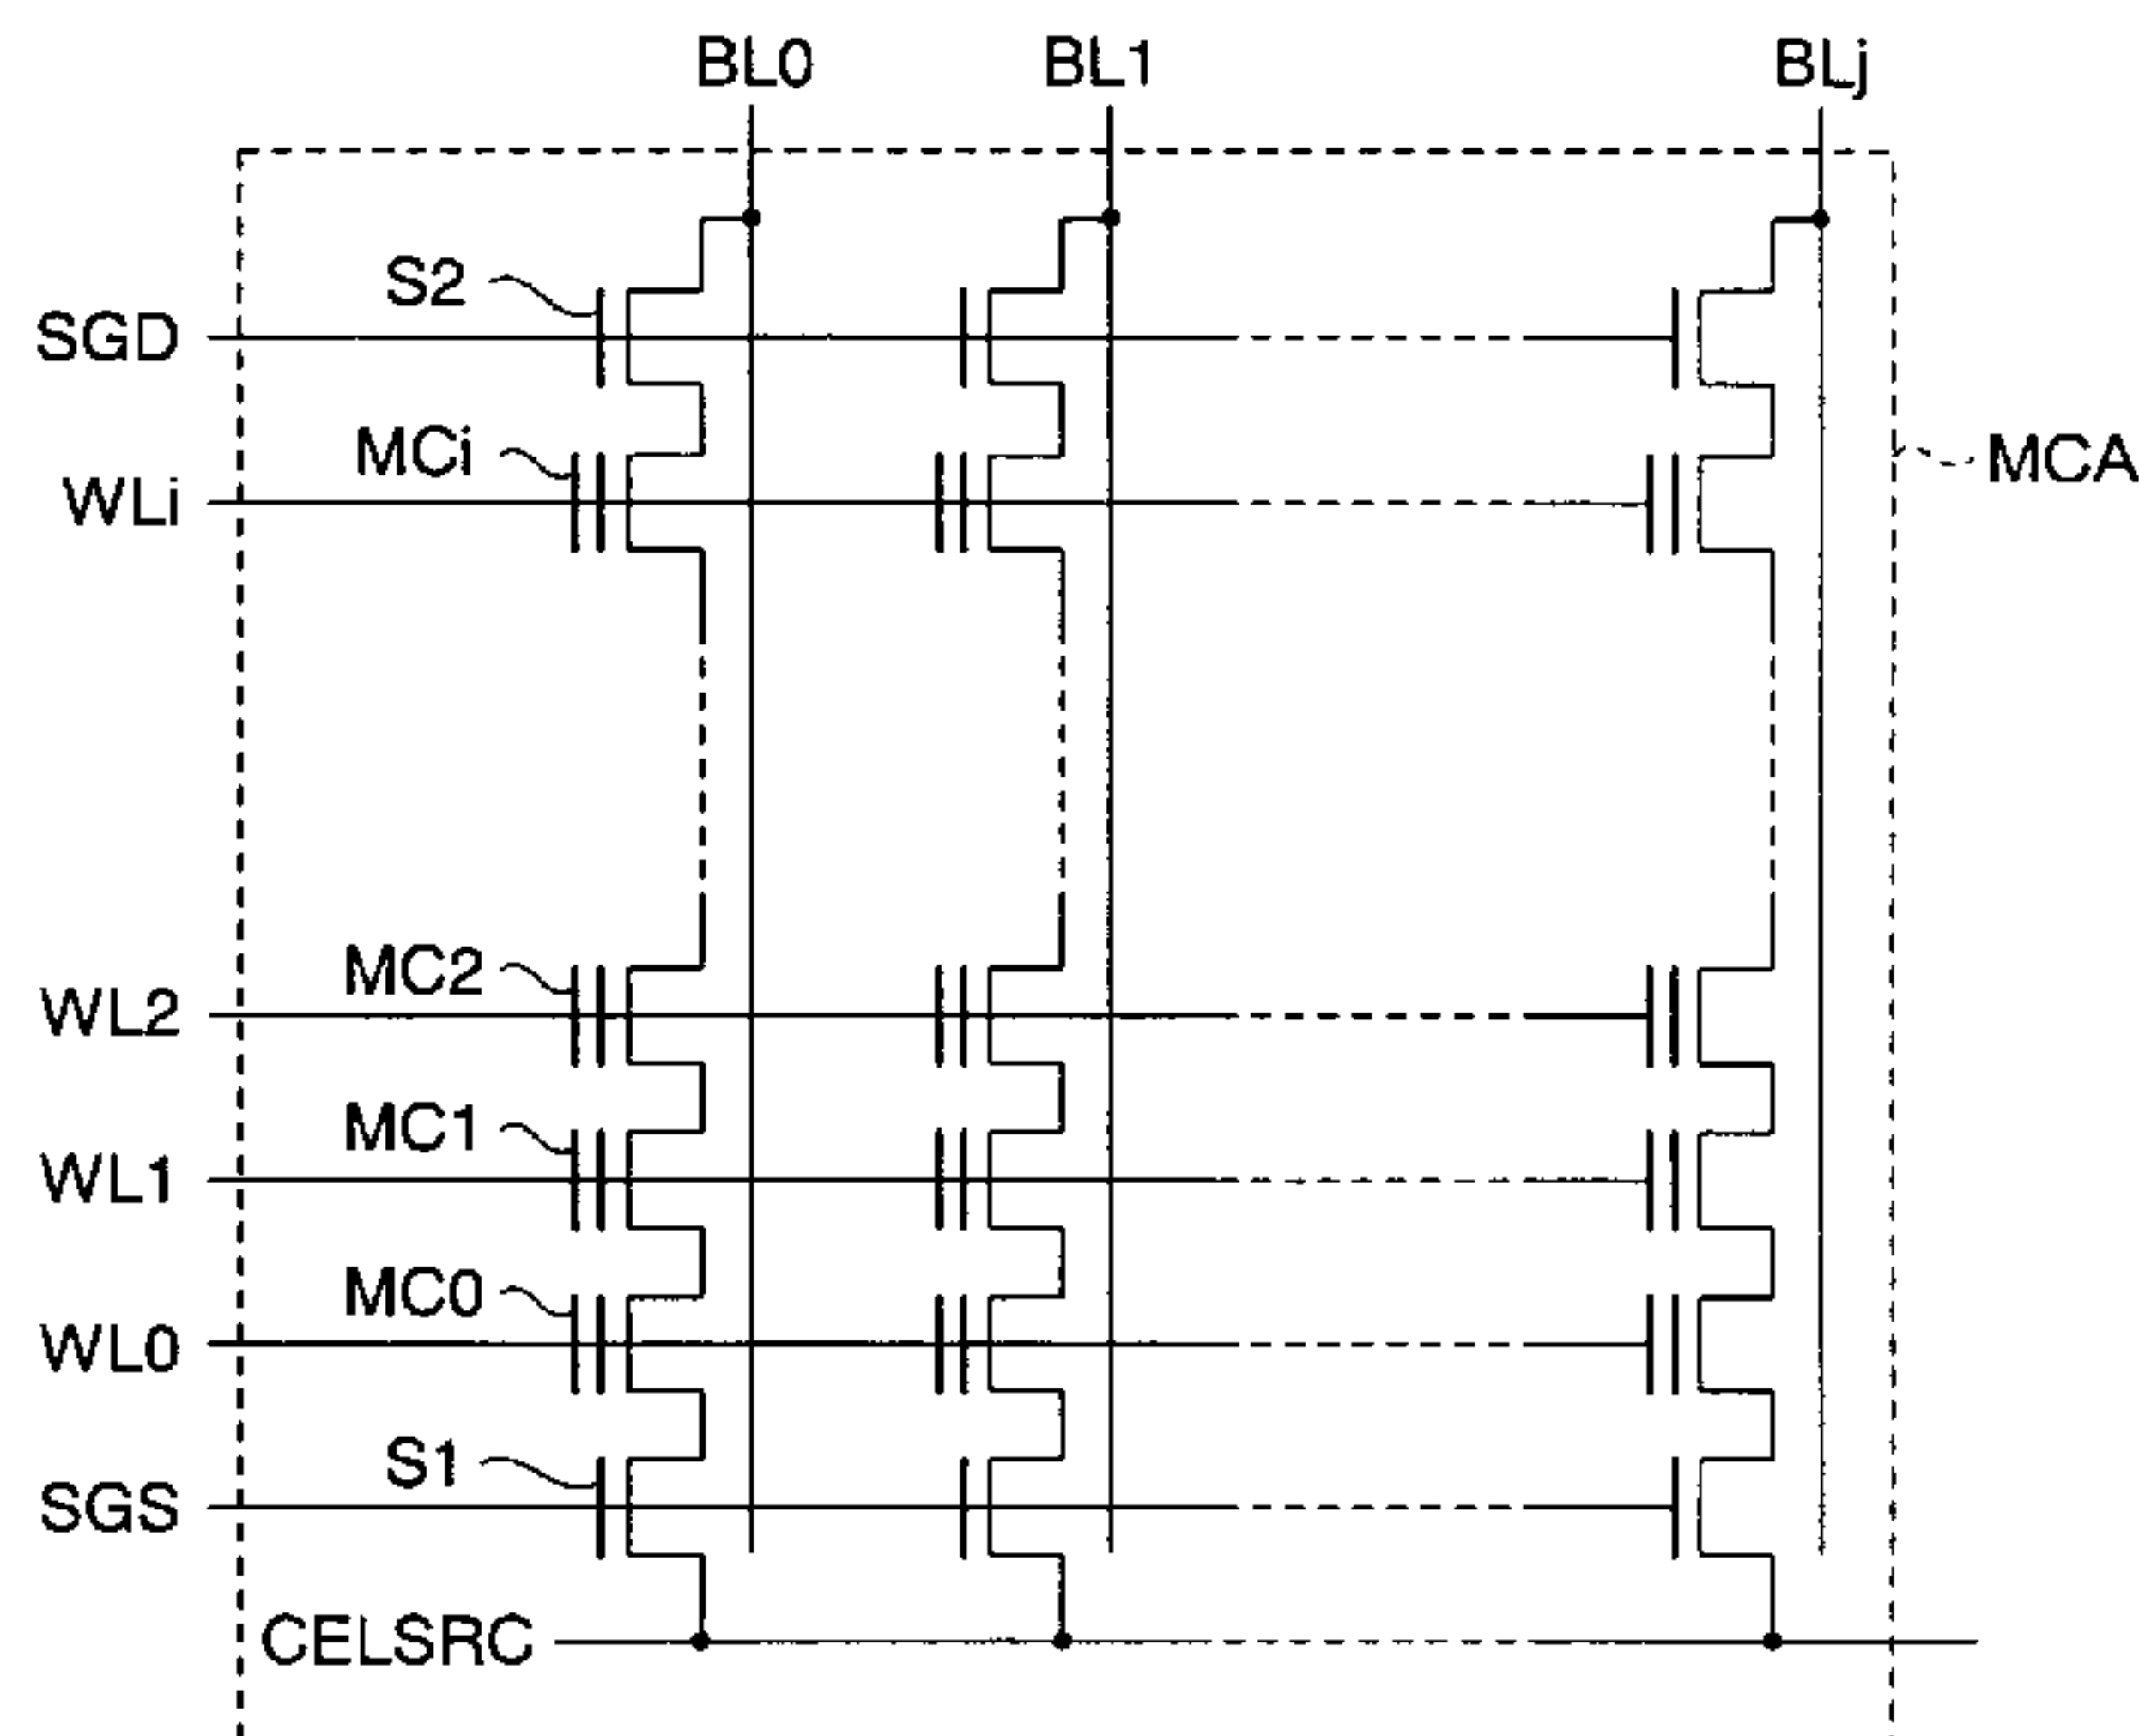 BL0 BL1 BLj
S2
SGD
MCi
MCA
WLi
MC2
WL2
MC1
WL1
MC0
WL0
S1
SGS
CELSRC